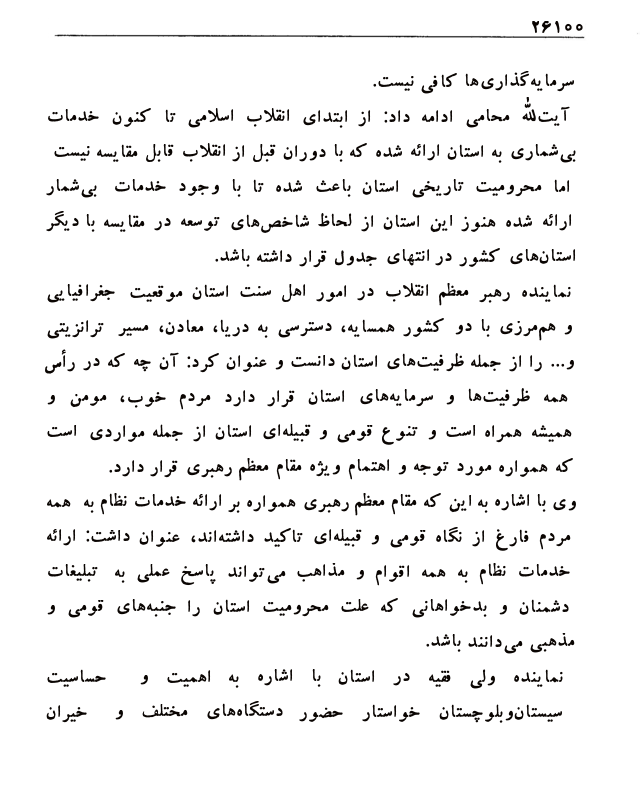 ۲۶۱۰۰
سرمایه‌گذاری‌ها کافی نیست.
آیت‌الله محامی ادامه داد: از ابتدای انقلاب اسلامی تا کنون خدمات
بی‌شماری به استان ارائه شده که با دوران قبل از انقلاب قابل مقایسه نیست
اما محرومیت تاریخی استان باعث شده تا با وجود خدمات بی‌شمار
ارائه شده هنوز این استان از لحاظ شاخص‌های توسعه در مقایسه با دیگر
استان‌های کشور در انتهای جدول قرار داشته باشد.
نماینده رهبر معظم انقلاب در امور اهل سنت استان موقعیت جغرافیایی
و هم‌مرزی با دو کشور همسایه، دسترسی به دریا، معادن، مسیر ترانزیتی
و... را از جمله ظرفیت‌های استان دانست و عنوان کرد: آن چه که در رأس
همه ظرفیت‌ها و سرمایه‌های استان قرار دارد مردم خوب، مومن و
همیشه همراه است و تنوع قومی و قبیله‌ای استان از جمله مواردی است
که همواره مورد توجه و اهتمام ویژه مقام معظم رهبری قرار دارد.
وی با اشاره به این که مقام معظم رهبری همواره بر ارائه خدمات نظام به همه
مردم فارغ از نگاه قومی و قبیله‌ای تاکید داشته‌اند، عنوان داشت: ارائه
خدمات نظام به همه اقوام و مذاهب می‌تواند پاسخ عملی به تبلیغات
دشمنان و بدخواهانی که علت محرومیت استان را جنبه‌های قومی و
مذهبی می‌دانند باشد.
نماینده ولی فقیه در استان با اشاره به اهمیت و حساسیت
سیستان‌وبلوچستان خواستار حضور دستگاه‌های مختلف و خیران